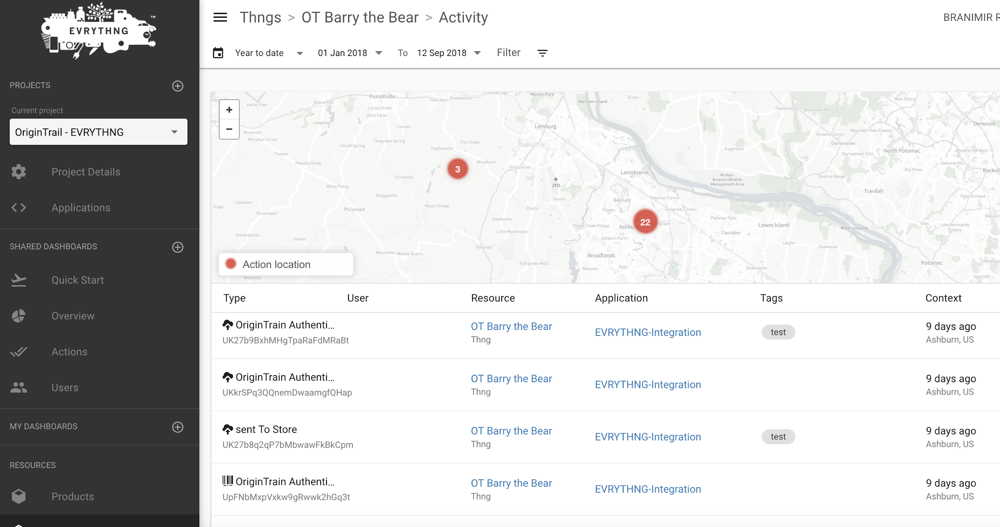 EVRYTHNG
TM
PROJECTS
Current project
OriginTrail - EVRYTHNG
Project Details
Applications
SHARED DASHBOARDS
Quick Start
Overview
Actions
Users
MY DASHBOARDS
RESOURCES
Products
Thngs > OT Barry the Bear > Activity
BRANIMIR R
Year to date 01 Jan 2018 To 12 Sep 2018 Filter
+
−
Purcellville
Hamilton
Brownsville
Clarkes Gap
Morven Park
Harrison Island
Elmer
West Riding
Valley View
Round Hill
Locust Grove
Hirst Farm
Dawsonville
Blackrock Mill
Longview
Lincoln
Leesburg
Derwood
Bluemont
Murphys Corner
Telegraph Spring
Fox Chase
Silcott Spring
Hughesville
Browns Corner
Mountain View Estates
Darnestown
Sugarland
Darnestown Hills
North Potomac
Woodley Gardens
Paxson
Powells Grove
Woodburn
Virts Corner
Glenora Hills
Big Pines
Rockvil
3
Circleville
Lansdowne
McKee-
Beshers Wildlife
Management Area
Seneca
Deakins Range
White Pump
JYO
Greggsville
Sycolin
Belmont
Potomac Farms
Travilah
Falls Orchard
Littletown
Trapp
Bloomfield
Philomont
Mount Gilead
Dunlin
Graves
University Center
Gleedsville
Potomac Falls
Goose Creek Village
Ashbu
22
Green
Lowes Island
Watkins Island
Glen
Lake Normandy
Estates
Little Washington
Cascades
Howardsville
Unison
Ashburn Farm
Leighs
Deanwood
Oatlands
Mountville
Marble Quarry
Broadlands
Evergreen Mills
Waxpool
Ryan
Dranesville
Potomac
Holly Hill
Action location
Willisville
Type User Resource Application Tags Context
OriginTrain Authenti... OT Barry the Bear EVRYTHNG-Integration test 9 days ago
UK27b9BxhMHgTpaRaFdMRaBt Thng Ashburn, US
OriginTrain Authenti... OT Barry the Bear EVRYTHNG-Integration 9 days ago
UKkrSPq3QQnemDwaamgfQHap Thng Ashburn, US
sent To Store OT Barry the Bear EVRYTHNG-Integration test 9 days ago
UK27b8q2qP7bMbwawFkBkCpm Thng Ashburn, US
OriginTrain Authenti... OT Barry the Bear EVRYTHNG-Integration 9 days ago
UpFNbMxpVxkw9gRwwk2hGq3t Thng Ashburn, US